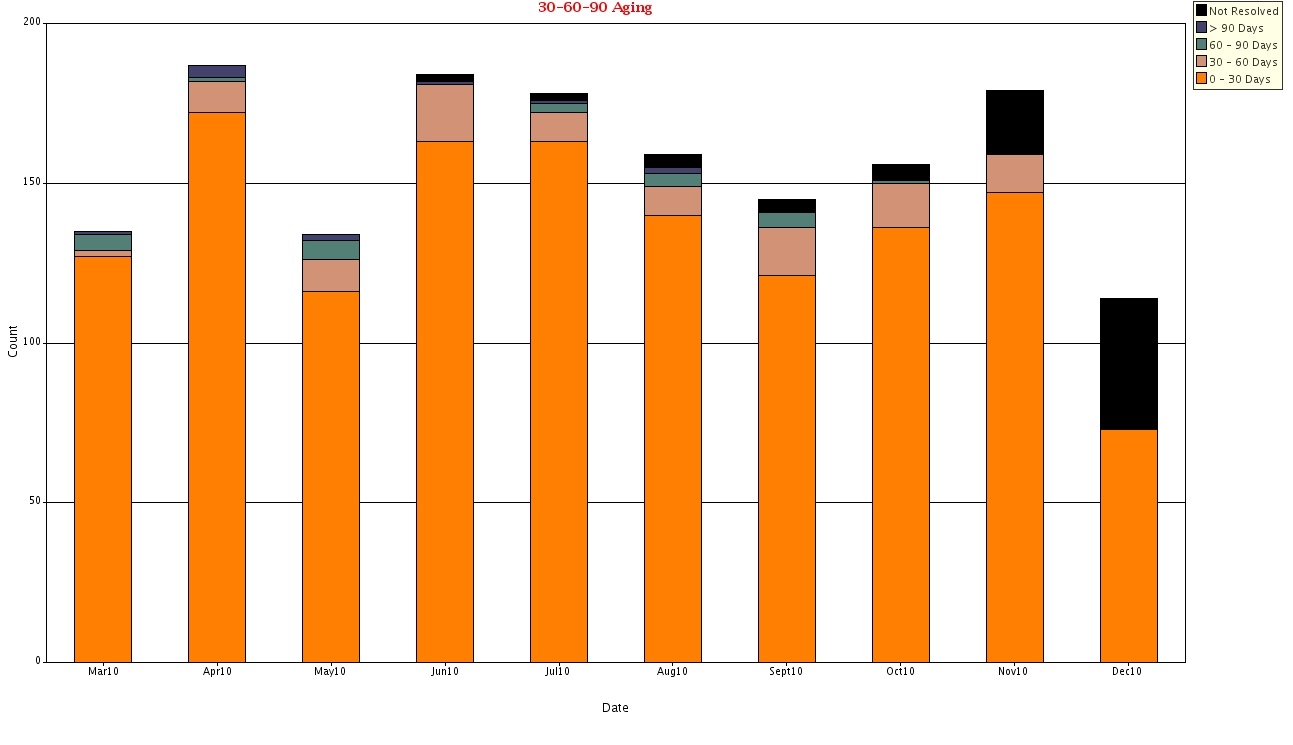 30-60-90 Aging
Not Resolved
> 90 Days
60 - 90 Days
30 - 60 Days
0 - 30 Days
200
150
100
50
0
Count
Mar10 Apr10 May10 Jun10 Jul10 Aug10 Sept10 Oct10 Nov10 Dec10
Date